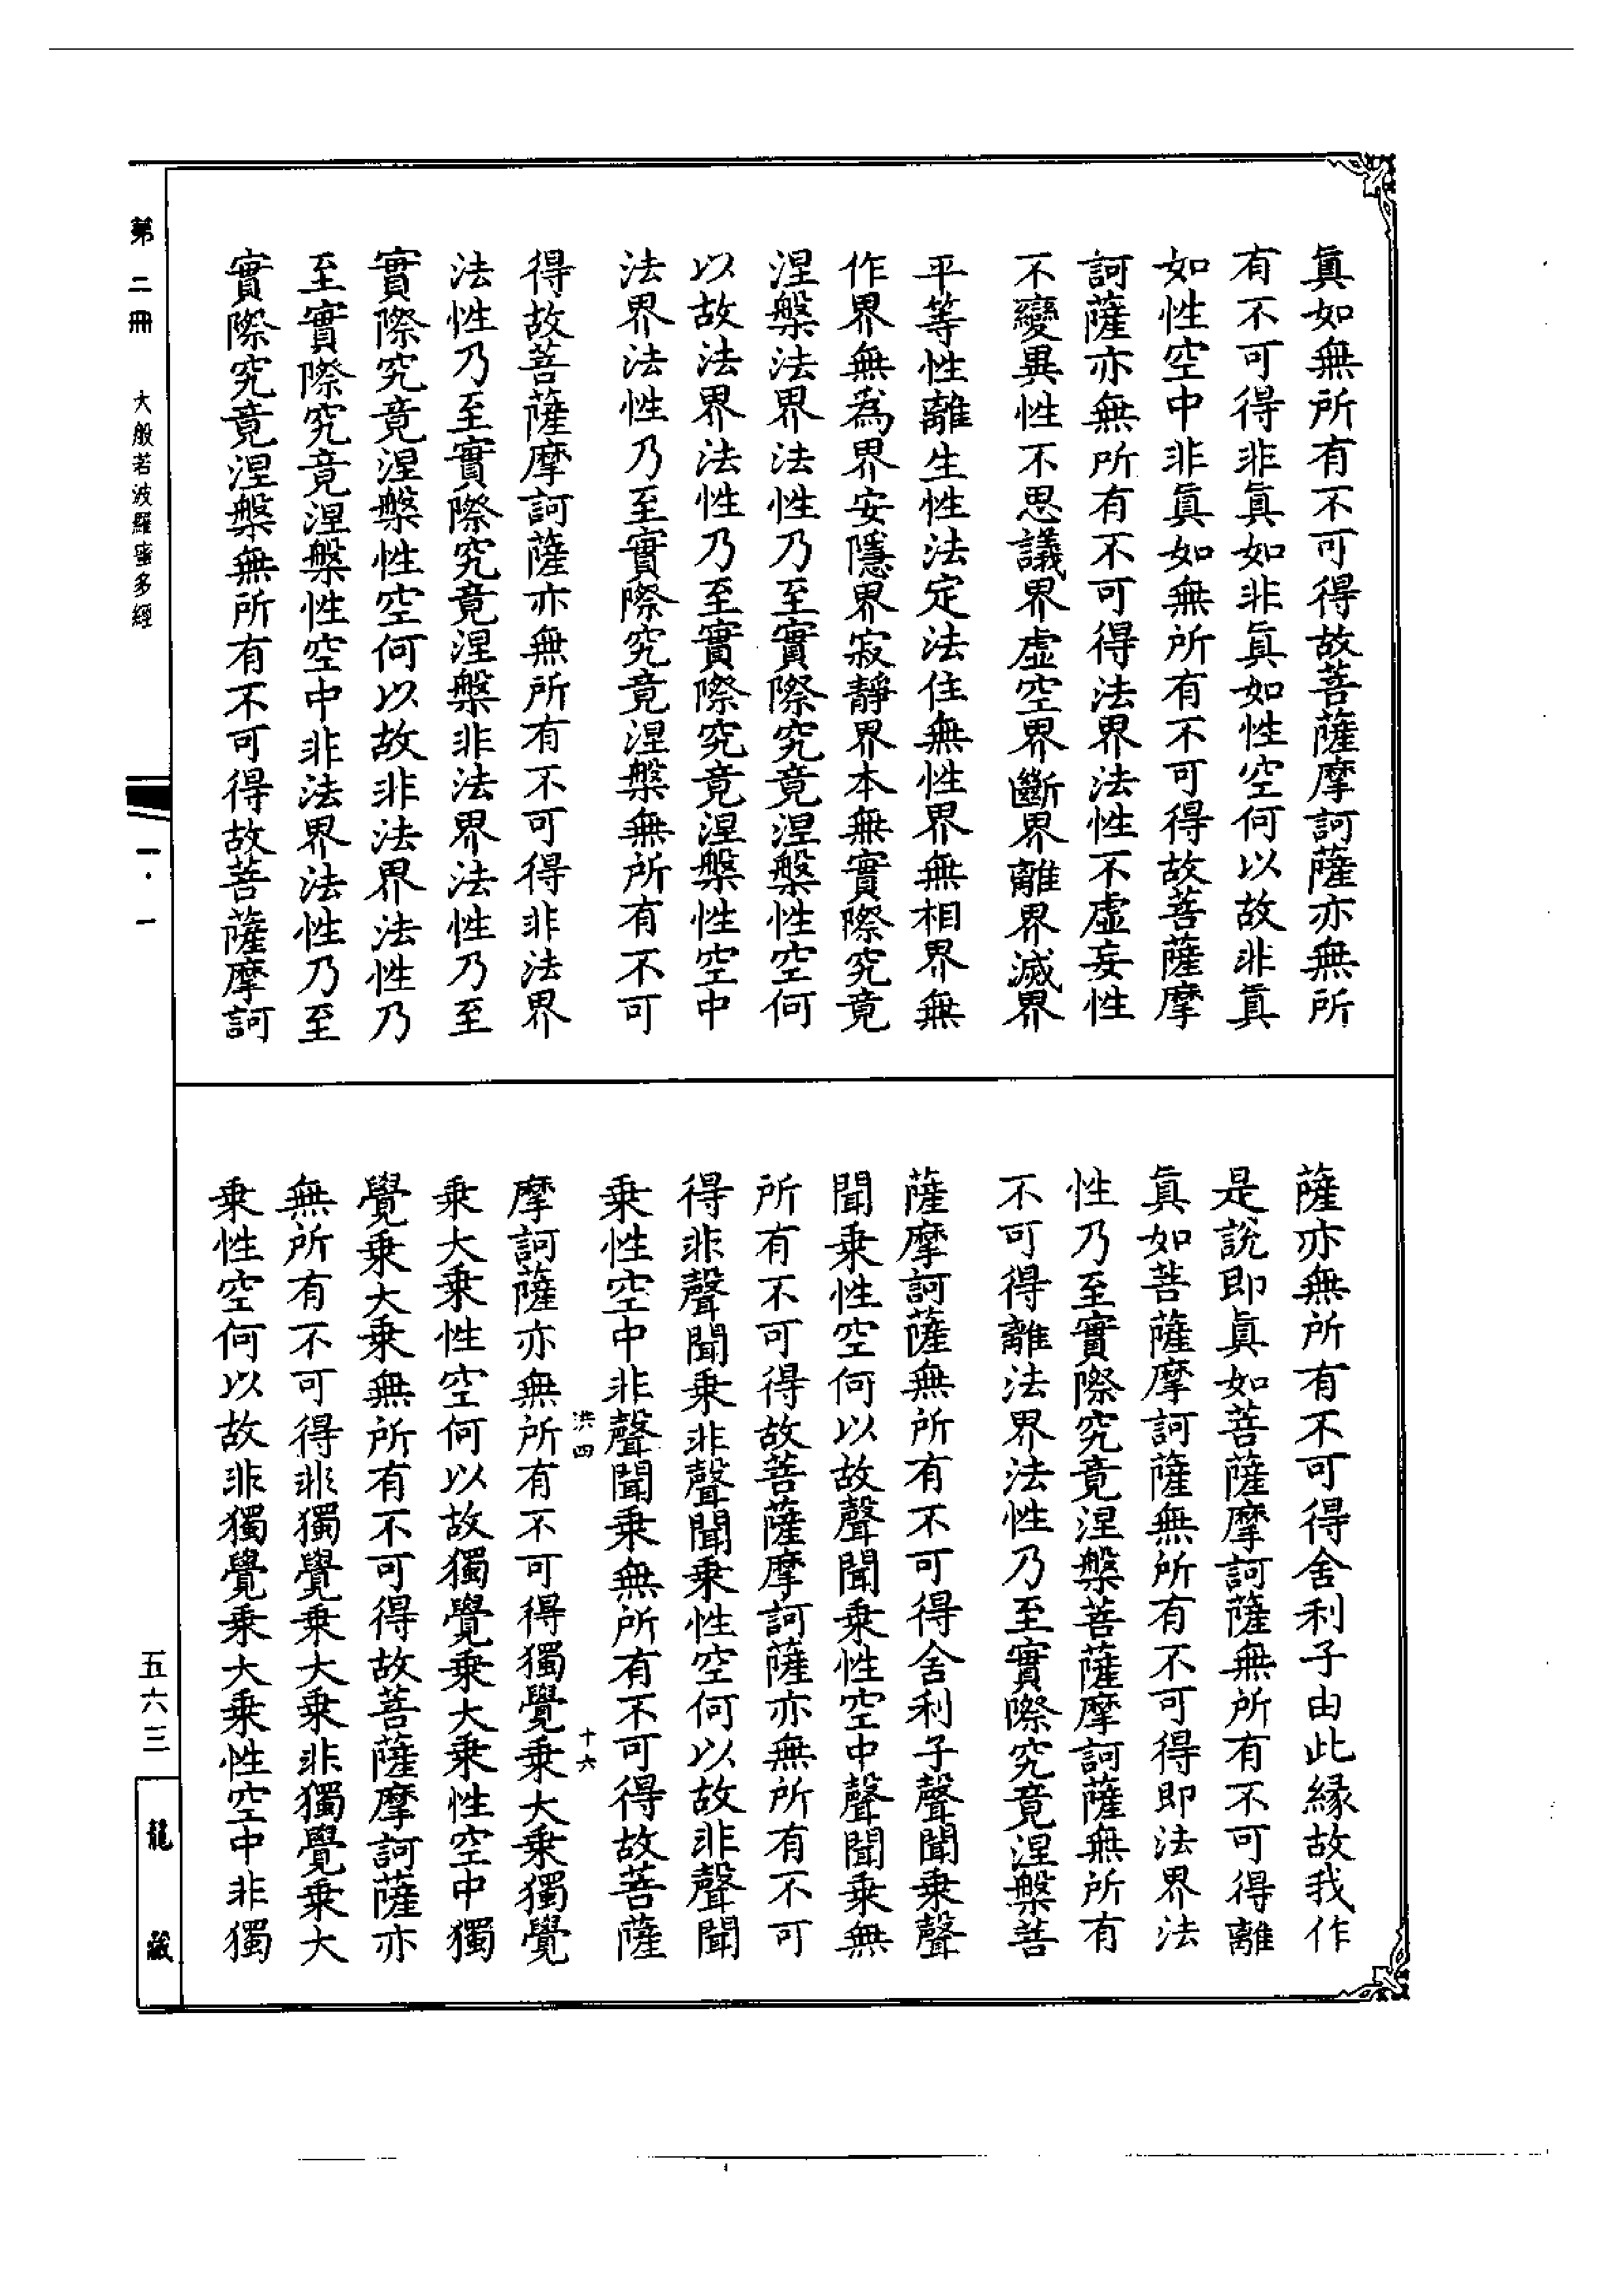 眞如無所有不可得故菩薩摩訶薩亦無所
有不可得非眞如非眞如性空何以故非眞
如性空中非眞如無所有不可得故菩薩摩
訶薩亦無所有不可得法界法性不虛妄性
不變異性不思議界虛空界斷界離界滅界
平等性離生性法定法住無性界無相界無
作界無爲界安隱界寂靜界本無實際究竟
涅槃法界法性乃至實際究竟涅槃性空何
以故法界法性乃至實際究竟涅槃性空中
法界法性乃至實際究竟涅槃無所有不可
得故菩薩摩訶薩亦無所有不可得非法界
法性乃至實際究竟涅槃非法界法性乃至
實際究竟涅槃性空何以故非法界法性乃
至實際究竟涅槃性空中非法界法性乃至
實際究竟涅槃無所有不可得故菩薩摩訶
薩亦無所有不可得舍利子由此緣故我作
是說即眞如菩薩摩訶薩無所有不可得離
眞如菩薩摩訶薩無所有不可得即法界法
性乃至實際究竟涅槃菩薩摩訶薩無所有
不可得離法界法性乃至實際究竟涅槃菩
薩摩訶薩無所有不可得舍利子聲聞乘聲
聞乘性空何以故聲聞乘性空中聲聞乘無
所有不可得故菩薩摩訶薩亦無所有不可
得非聲聞乘非聲聞乘性空何以故非聲聞
乘性空中非聲聞乘無所有不可得故菩薩
洪四 十六
摩訶薩亦無所有不可得獨覺乘大乘獨覺
乘大乘性空何以故獨覺乘大乘性空中獨
覺乘大乘無所有不可得故菩薩摩訶薩亦
無所有不可得非獨覺乘大乘非獨覺乘大
乘性空何以故非獨覺乘大乘性空中非獨
第二冊 大般若波羅蜜多經 一·一 五六三 龍藏